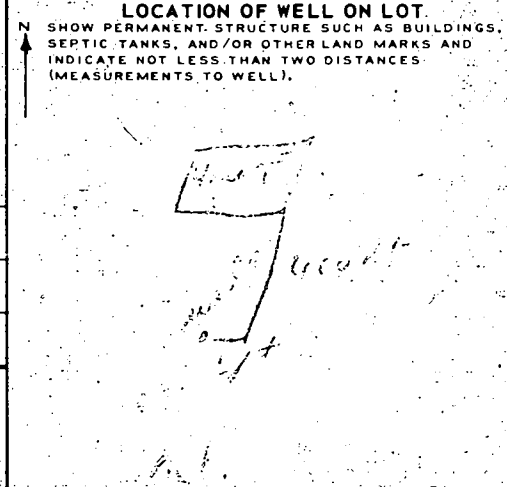 LOCATION OF WELL ON LOT.
N SHOW PERMANENT STRUCTURE SUCH AS BUILDINGS,
SEPTIC TANKS, AND/OR OTHER LAND MARKS AND
INDICATE NOT LESS THAN TWO DISTANCES
(MEASUREMENTS TO WELL).